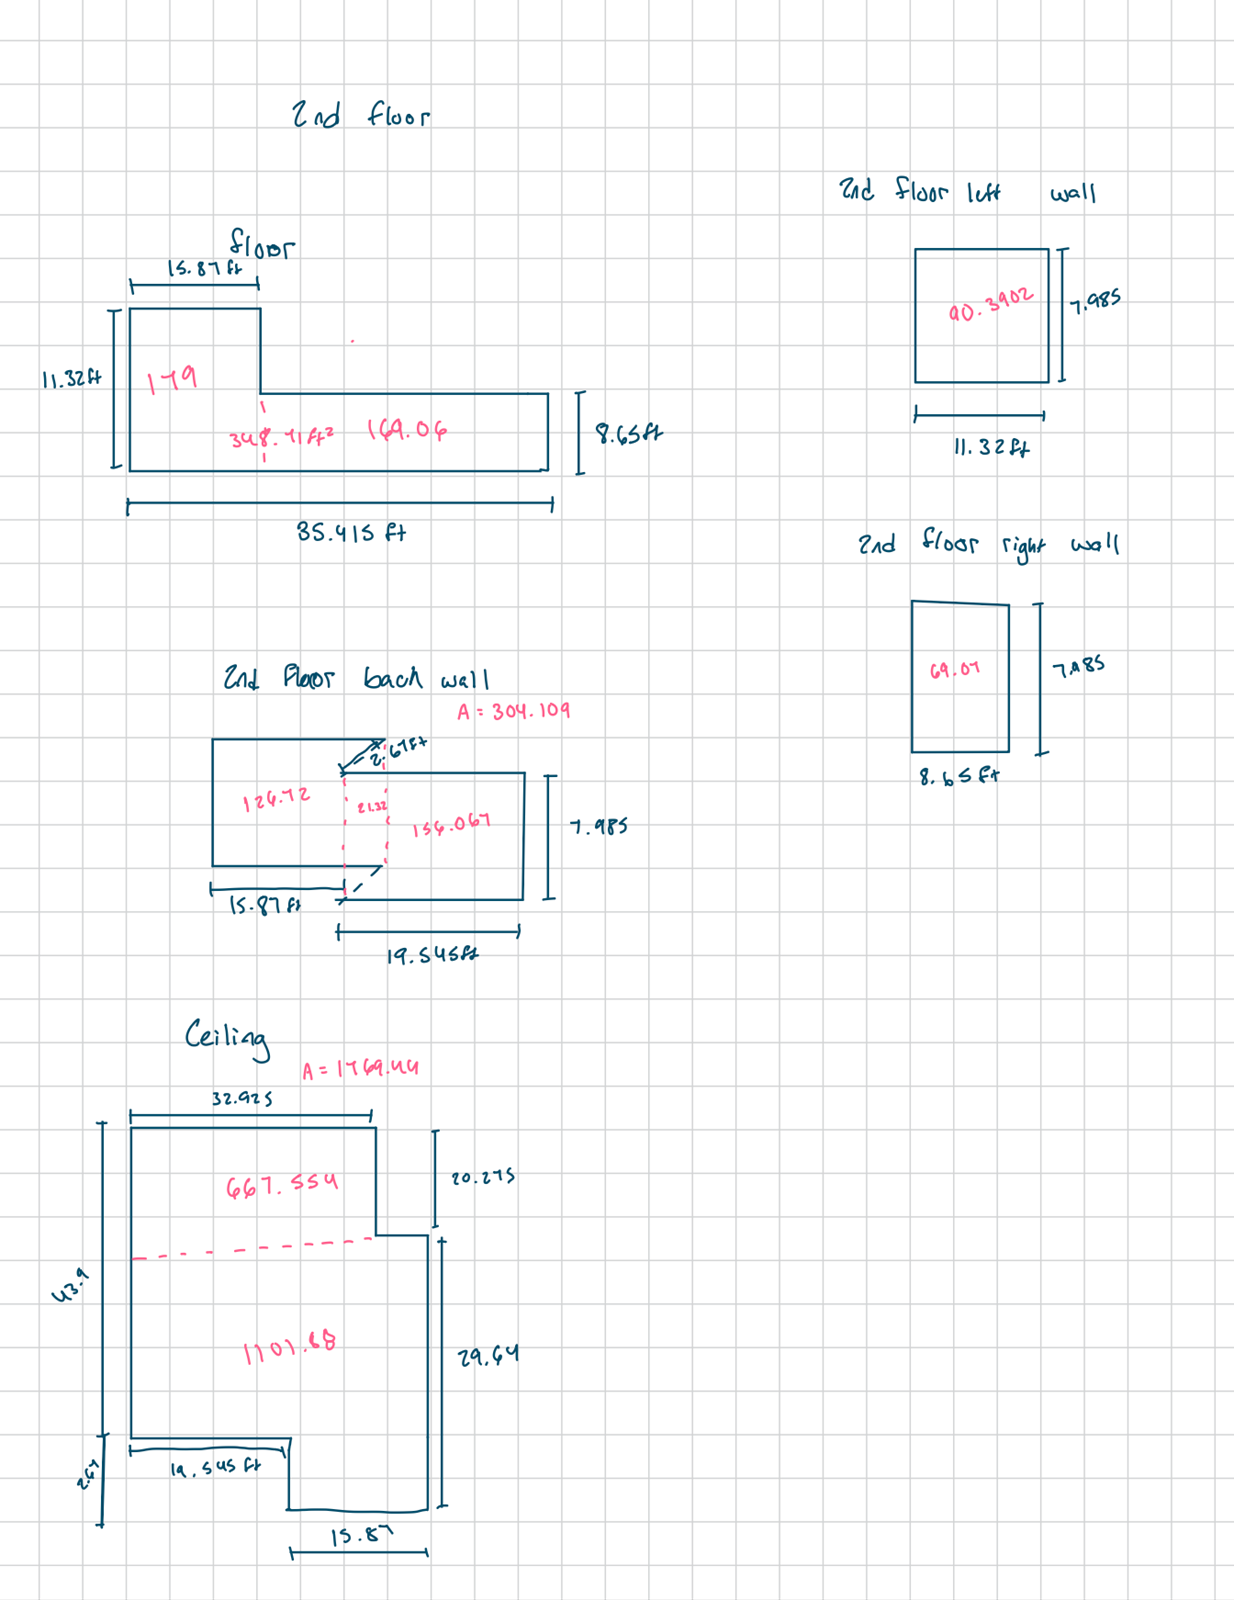 2nd floor
floor
15.87 ft
11.32 ft
179
348.71 ft²
169.06
8.65 ft
35.415 ft
2nd floor left wall
90.3902
7.985
11.32 ft
2nd floor right wall
69.07
7.985
8.65 ft
2nd floor back wall
A = 304.109
2.67 ft
126.72
21.32
156.067
7.985
15.87 ft
19.545 ft
Ceiling
A = 1769.44
32.925
667.554
20.275
43.9
1101.68
29.64
19.545 ft
2.67
15.87